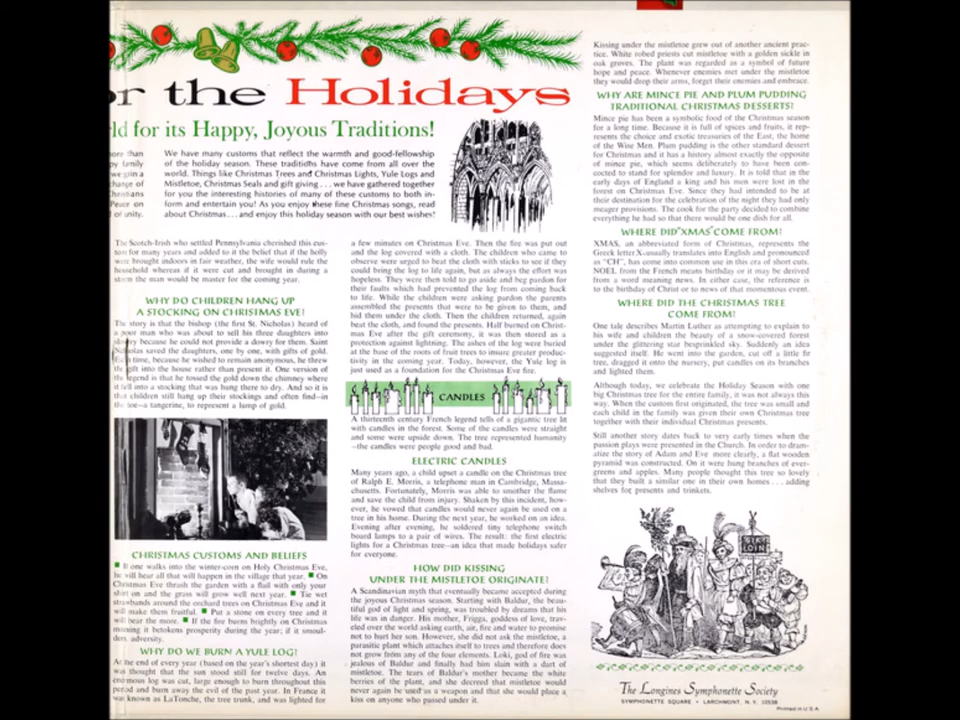 or the Holidays
ld for its Happy, Joyous Traditions!
ore than
by family
we gain a
change of
Christians
Peace on
l of unity.
We have many customs that reflect the warmth and good-fellowship
of the holiday season. These traditions have come from all over the
world. Things like Christmas Trees and Christmas Lights, Yule Logs and
Mistletoe, Christmas Seals and gift giving . . . we have gathered together
for you the interesting histories of many of these customs to both in-
form and entertain you! As you enjoy these fine Christmas songs, read
about Christmas . . . and enjoy this holiday season with our best wishes!
The Scotch-Irish who settled Pennsylvania cherished this cus-
tom for many years and added to it the belief that if the holly
were brought indoors in fair weather, the wife would rule the
household whereas if it were cut and brought in during a
storm the man would be master for the coming year.
WHY DO CHILDREN HANG UP
A STOCKING ON CHRISTMAS EVE?
The story is that the bishop (the first St. Nicholas) heard of
a poor man who was about to sell his three daughters into
slavery because he could not provide a dowry for them. Saint
Nicholas saved the daughters, one by one, with gifts of gold.
Each time, because he wished to remain anonymous, he threw
the gift into the house rather than present it. One version of
the legend is that he tossed the gold down the chimney where
it fell into a stocking that was hung there to dry. And so it is
that children still hung up their stockings and often find—in
the toe—a tangerine, to represent a lump of gold.
CHRISTMAS CUSTOMS AND BELIEFS
■ If one walks into the winter-corn on Holy Christmas Eve,
he will hear all that will happen in the village that year. ■ On
Christmas Eve thrash the garden with a flail with only your
shirt on and the grass will grow well next year. ■ Tie wet
strawbands around the orchard trees on Christmas Eve and it
will make them fruitful. ■ Put a stone on every tree and it
will bear the more. ■ If the fire burns brightly on Christmas
morning it betokens prosperity during the year; if it smoul-
ders, adversity.
WHY DO WE BURN A YULE LOG?
At the end of every year (based on the year's shortest day) it
was thought that the sun stood still for twelve days. An
enormous log was cut, large enough to burn throughout this
period and burn away the evil of the past year. In France it
was known as LaTonche, the tree trunk, and was lighted for
a few minutes on Christmas Eve. Then the fire was put out
and the log covered with a cloth. The children who came to
observe were urged to beat the cloth with sticks to see if they
could bring the log to life again, but as always the effort was
hopeless. They were then told to go aside and beg pardon for
their faults which had prevented the log from coming back
to life. While the children were asking pardon the parents
assembled the presents that were to be given to them, and
hid them under the cloth. Then the children returned, again
beat the cloth, and found the presents. Half burned on Christ-
mas Eve after the gift ceremony, it was then stored as a
protection against lightning. The ashes of the log were buried
at the base of the roots of fruit trees to insure greater produc-
tivity in the coming year. Today, however, the Yule log is
just used as a foundation for the Christmas Eve fire.
CANDLES
A thirteenth century French legend tells of a gigantic tree lit
with candles in the forest. Some of the candles were straight
and some were upside down. The tree represented humanity
—the candles were people good and bad.
ELECTRIC CANDLES
Many years ago, a child upset a candle on the Christmas tree
of Ralph E. Morris, a telephone man in Cambridge, Massa-
chusetts. Fortunately, Morris was able to smother the flame
and save the child from injury. Shaken by this incident, how-
ever, he vowed that candles would never again be used on a
tree in his home. During the next year, he worked on an idea.
Evening after evening, he soldered tiny telephone switch
board lamps to a pair of wires. The result: the first electric
lights for a Christmas tree—an idea that made holidays safer
for everyone.
HOW DID KISSING
UNDER THE MISTLETOE ORIGINATE?
A Scandinavian myth that eventually became accepted during
the joyous Christmas season. Starting with Baldur, the beau-
tiful god of light and spring, was troubled by dreams that his
life was in danger. His mother, Frigga, goddess of love, trav-
eled over the world asking earth, air, fire and water to promise
not to hurt her son. However, she did not ask the mistletoe, a
parasitic plant which attaches itself to trees and therefore does
not grow from any of the four elements. Loki, god of fire was
jealous of Baldur and finally had him slain with a dart of
mistletoe. The tears of Baldur's mother became the white
berries of the plant, and she decreed that mistletoe would
never again be used as a weapon and that she would place a
kiss on anyone who passed under it.
Kissing under the mistletoe grew out of another ancient prac-
tice. White robed priests cut mistletoe with a golden sickle in
oak groves. The plant was regarded as a symbol of future
hope and peace. Whenever enemies met under the mistletoe
they would drop their arms, forget their enemies and embrace.
WHY ARE MINCE PIE AND PLUM PUDDING
TRADITIONAL CHRISTMAS DESSERTS?
Mince pie has been a symbolic food of the Christmas season
for a long time. Because it is full of spices and fruits, it rep-
resents the choice and exotic treasures of the East, the home
of the Wise Men. Plum pudding is the other standard dessert
for Christmas and it has a history almost exactly the opposite
of mince pie, which seems deliberately to have been con-
cocted to stand for splendor and luxury. It is told that in the
early days of England a king and his men were lost in the
forest on Christmas Eve. Since they had intended to be at
their destination for the celebration of the night they had only
meager provisions. The cook for the party decided to combine
everything he had so that there would be one dish for all.
WHERE DID "XMAS" COME FROM?
XMAS, an abbreviated form of Christmas, represents the
Greek letter X-usually translates into English and pronounced
as "CH", has come into common use in this era of short cuts.
NOEL from the French means birthday or it may be derived
from a word meaning news. In either case, the reference is
to the birthday of Christ or to news of that momentous event.
WHERE DID THE CHRISTMAS TREE
COME FROM?
One tale describes Martin Luther as attempting to explain to
his wife and children the beauty of a snow-covered forest
under the glittering star besprinkled sky. Suddenly an idea
suggested itself. He went into the garden, cut off a little fir
tree, dragged it onto the nursery, put candles on its branches
and lighted them.
Although today, we celebrate the Holiday Season with one
big Christmas tree for the entire family, it was not always this
way. When the custom first originated, the tree was small and
each child in the family was given their own Christmas tree
together with their individual Christmas presents.
Still another story dates back to very early times when the
passion plays were presented in the Church. In order to dram-
atize the story of Adam and Eve more clearly, a flat wooden
pyramid was constructed. On it were hung branches of ever-
greens and apples. Many people thought this tree so lovely
that they built a similar one in their own homes . . . adding
shelves for presents and trinkets.
SIR
LOIN
The Longines Symphonette Society
SYMPHONETTE SQUARE • LARCHMONT, N.Y. 10538
Printed in U.S.A.